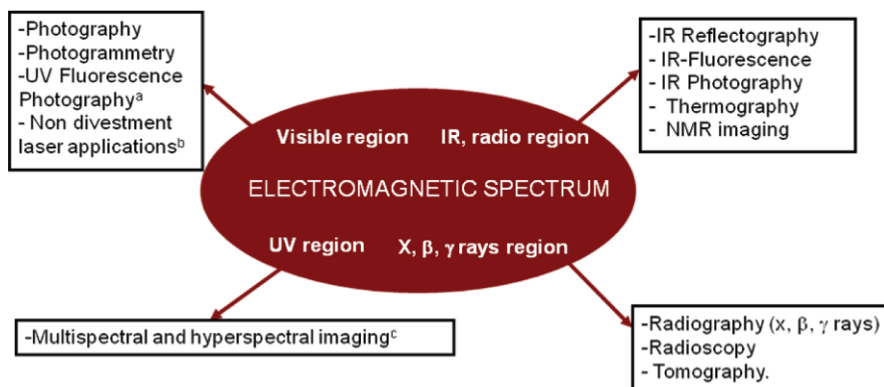 -Photography
-Photogrammetry
-UV Fluorescence
Photographyᵃ
- Non divestment
laser applicationsᵇ
-IR Reflectography
-IR-Fluorescence
-IR Photography
- Thermography
- NMR imaging
Visible region
IR, radio region
ELECTROMAGNETIC SPECTRUM
UV region
X, β, γ rays region
-Multispectral and hyperspectral imagingᶜ
-Radiography (x, β, γ rays)
-Radioscopy
- Tomography.